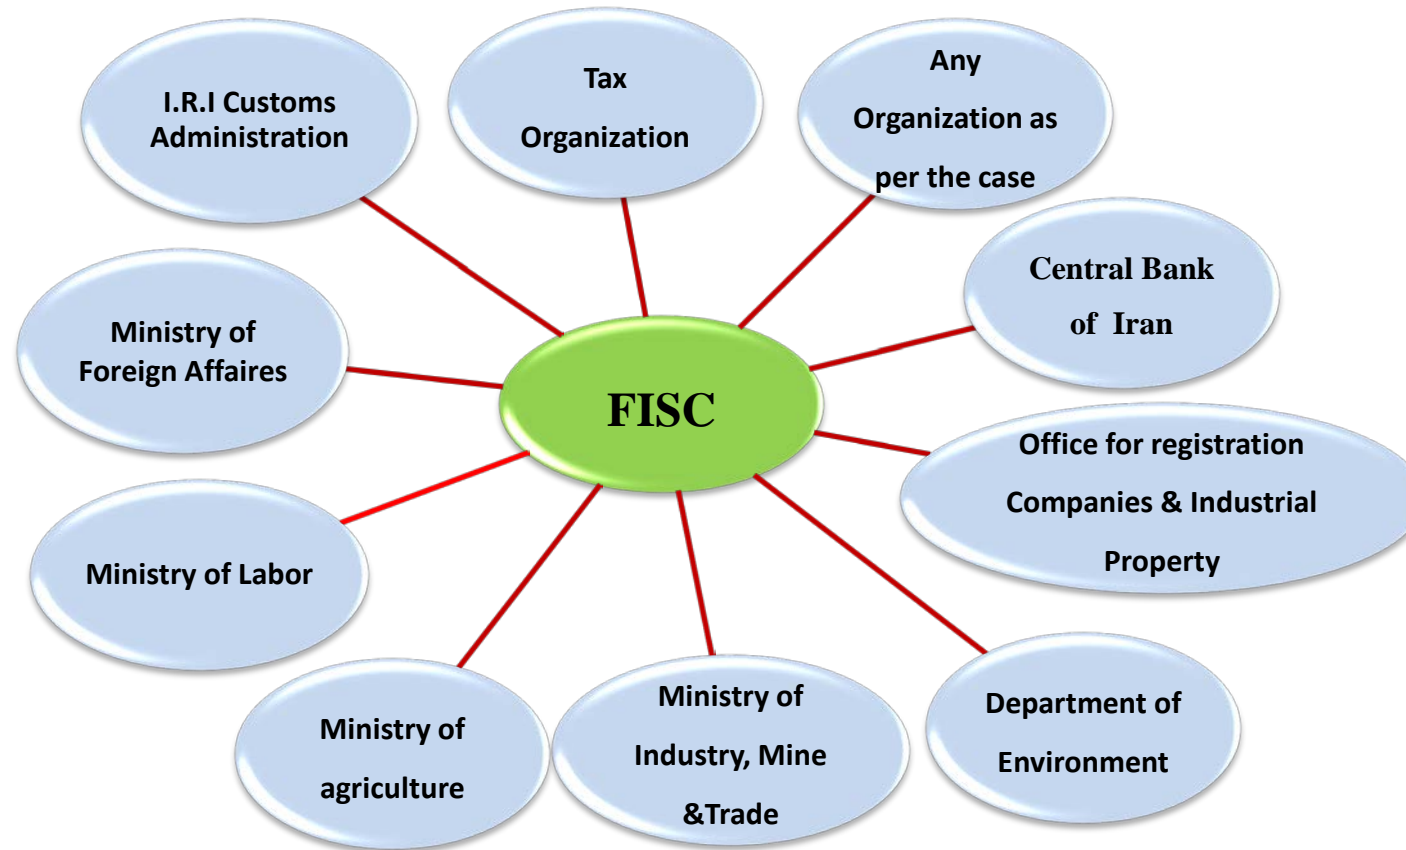 I.R.I Customs
Administration
Tax
Organization
Any
Organization as
per the case
Central Bank
of Iran
Ministry of
Foreign Affaires
FISC
Office for registration
Companies & Industrial
Property
Ministry of Labor
Ministry of
agriculture
Ministry of
Industry, Mine
&Trade
Department of
Environment